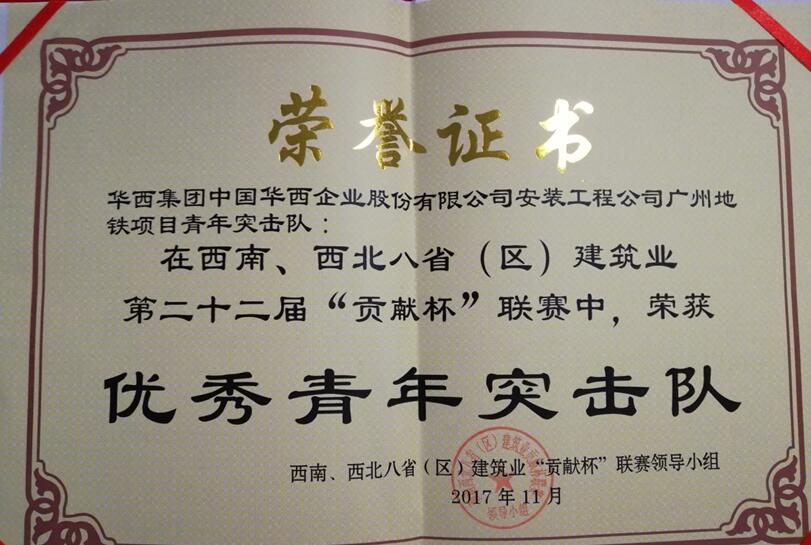 荣誉证书
华西集团中国华西企业股份有限公司安装工程公司广州地
铁项目青年突击队：
在西南、西北八省（区）建筑业
第二十二届“贡献杯”联赛中，荣获
优秀青年突击队
西南、西北八省（区）建筑业“贡献杯”联赛领导小组
2017年11月
领导小组